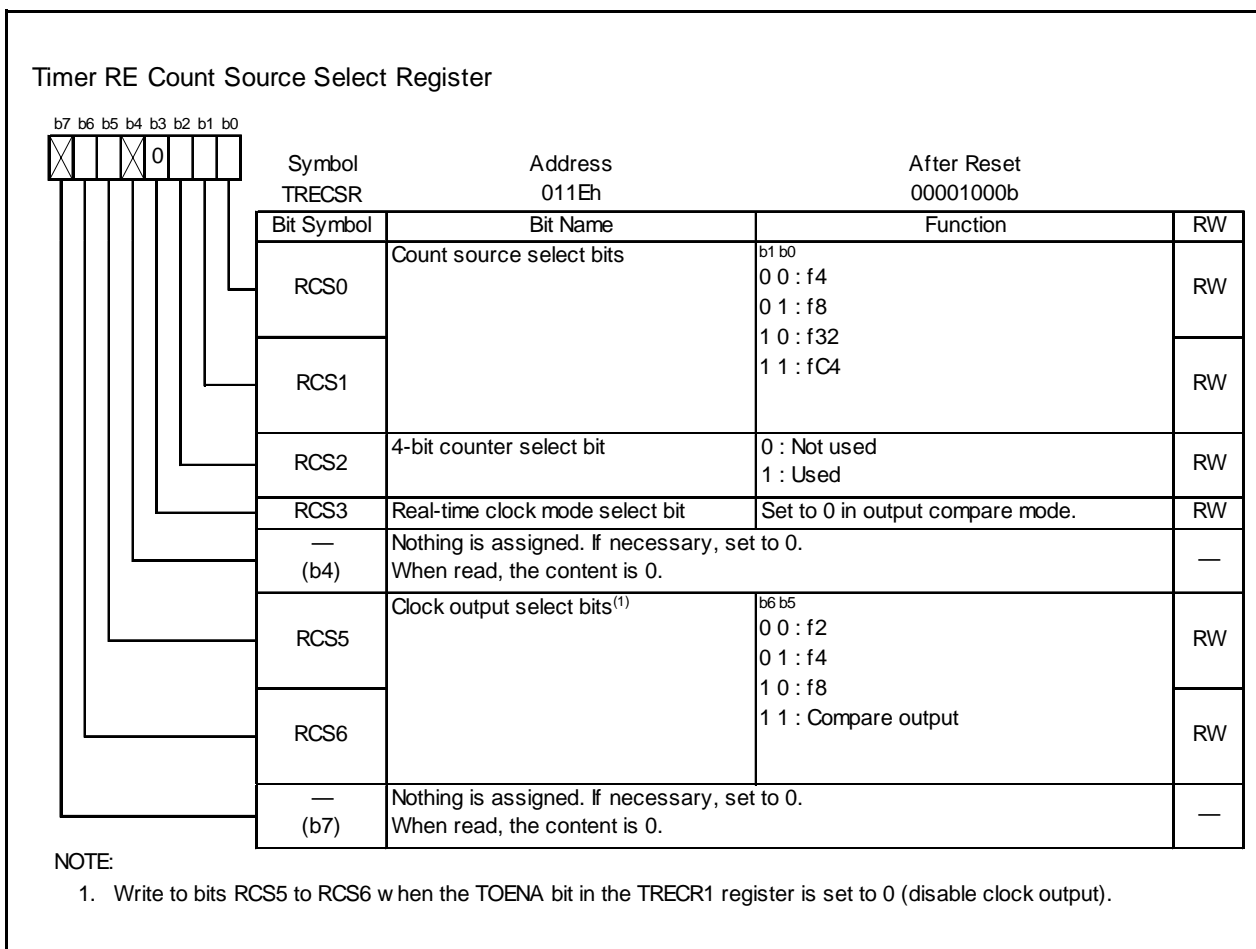 Timer RE Count Source Select Register
b7 b6 b5 b4 b3 b2 b1 b0
0
Symbol Address After Reset
TRECSR 011Eh 00001000b
Bit Symbol Bit Name Function RW
RCS0 Count source select bits b1 b0
0 0 : f4
0 1 : f8
1 0 : f32
1 1 : fC4
RW
RCS1 RW
RCS2 4-bit counter select bit 0 : Not used
1 : Used
RW
RCS3 Real-time clock mode select bit Set to 0 in output compare mode. RW
—
(b4)
Nothing is assigned. If necessary, set to 0.
When read, the content is 0.
—
RCS5 Clock output select bits(1) b6 b5
0 0 : f2
0 1 : f4
1 0 : f8
1 1 : Compare output
RW
RCS6 RW
—
(b7)
Nothing is assigned. If necessary, set to 0.
When read, the content is 0.
—
NOTE:
1. Write to bits RCS5 to RCS6 w hen the TOENA bit in the TRECR1 register is set to 0 (disable clock output).